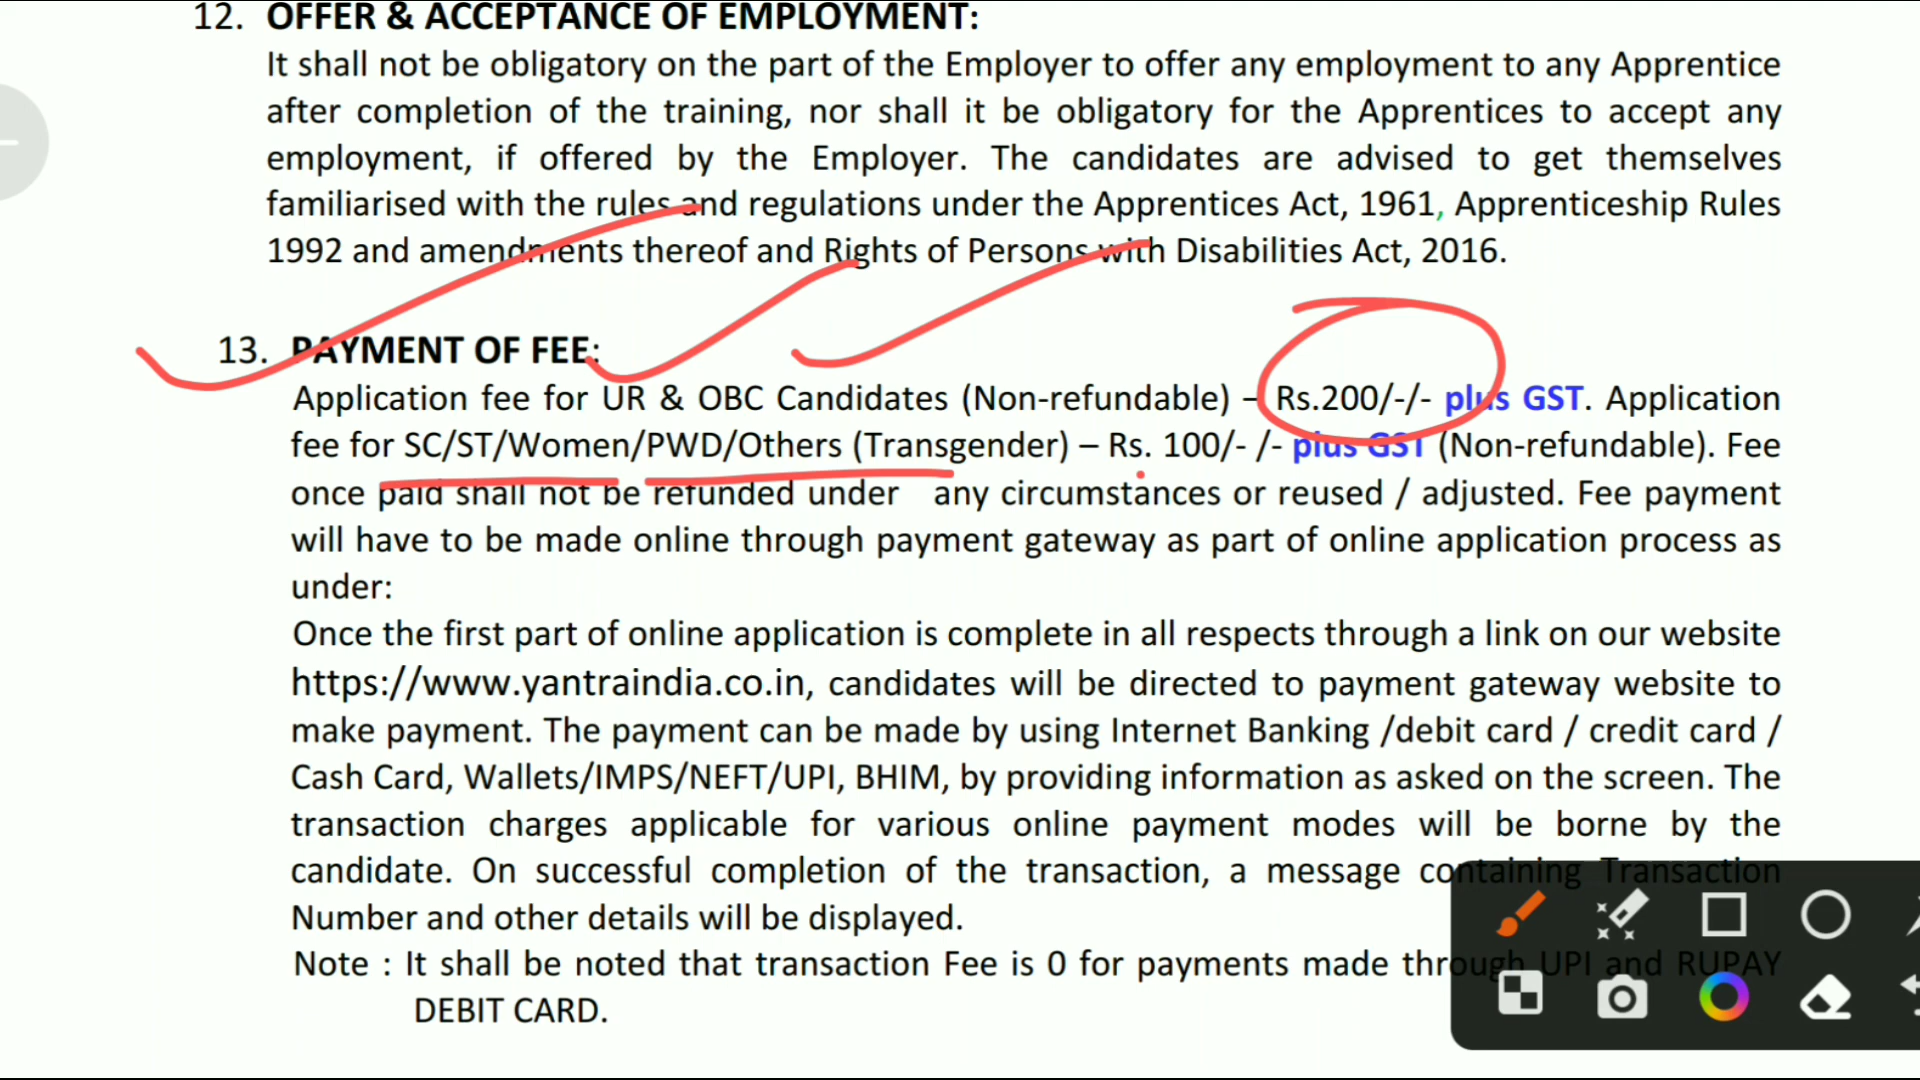 12. OFFER & ACCEPTANCE OF EMPLOYMENT:
It shall not be obligatory on the part of the Employer to offer any employment to any Apprentice
after completion of the training, nor shall it be obligatory for the Apprentices to accept any
employment, if offered by the Employer. The candidates are advised to get themselves
familiarised with the rules and regulations under the Apprentices Act, 1961, Apprenticeship Rules
1992 and amendments thereof and Rights of Persons with Disabilities Act, 2016.
13. PAYMENT OF FEE:
Application fee for UR & OBC Candidates (Non-refundable) – Rs.200/-/- plus GST. Application
fee for SC/ST/Women/PWD/Others (Transgender) – Rs. 100/- /- plus GST (Non-refundable). Fee
once paid shall not be refunded under any circumstances or reused / adjusted. Fee payment
will have to be made online through payment gateway as part of online application process as
under:
Once the first part of online application is complete in all respects through a link on our website
https://www.yantraindia.co.in, candidates will be directed to payment gateway website to
make payment. The payment can be made by using Internet Banking /debit card / credit card /
Cash Card, Wallets/IMPS/NEFT/UPI, BHIM, by providing information as asked on the screen. The
transaction charges applicable for various online payment modes will be borne by the
candidate. On successful completion of the transaction, a message containing Transaction
Number and other details will be displayed.
Note : It shall be noted that transaction Fee is 0 for payments made through UPI and RUPAY
DEBIT CARD.